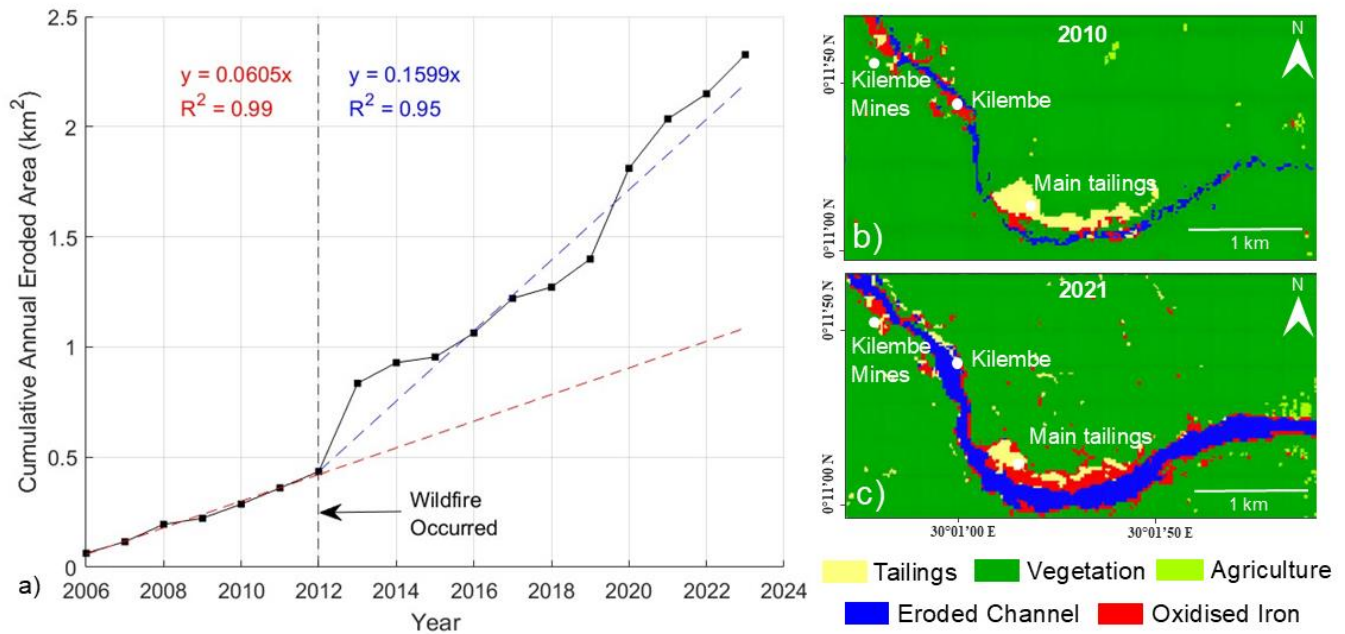 Cumulative Annual Eroded Area (km²)
2.5
2
1.5
1
0.5
0
y = 0.0605x
R² = 0.99
y = 0.1599x
R² = 0.95
Wildfire
Occurred
2006 2008 2010 2012 2014 2016 2018 2020 2022 2024
Year
a)
2010
N
0°11'50 N
0°11'00 N
Kilembe
Mines
Kilembe
Main tailings
1 km
b)
2021
N
0°11'50 N
0°11'00 N
Kilembe
Mines
Kilembe
Main tailings
1 km
c)
30°01'00 E 30°01'50 E
Tailings Vegetation Agriculture
Eroded Channel Oxidised Iron